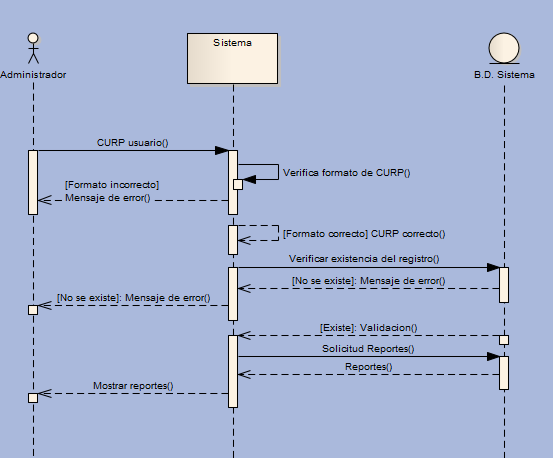 Sistema
Administrador
B.D. Sistema
CURP usuario()
Verifica formato de CURP()
[Formato incorrecto]
Mensaje de error()
[Formato correcto] CURP correcto()
Verificar existencia del registro()
[No se existe]: Mensaje de error()
[No se existe]: Mensaje de error()
[Existe]: Validacion()
Solicitud Reportes()
Reportes()
Mostrar reportes()